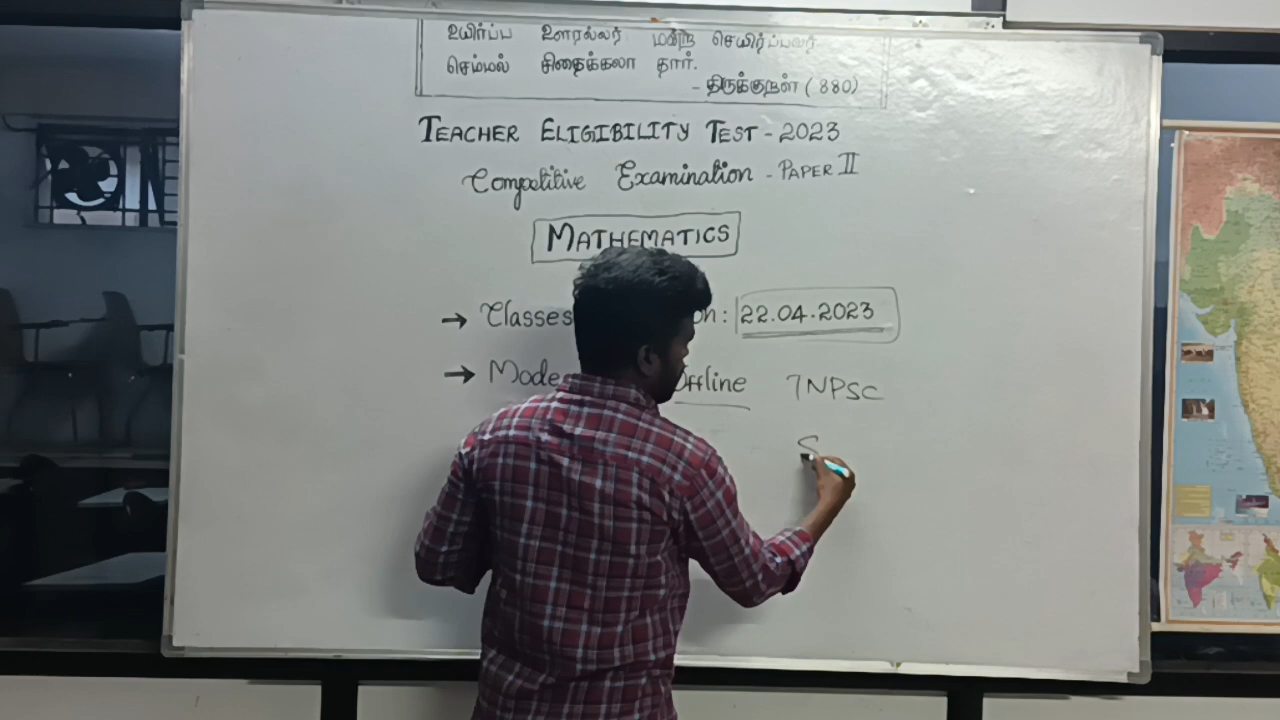 உயிர்ப்ப உளரல்லர் மன்ற செயிர்ப்பவர்
செம்மல் சிதைக்கலா தார்.
- திருக்குறள் (880)
TEACHER ELIGIBILITY TEST - 2023
Competitive Examination - PAPER II
MATHEMATICS
→ Classes on : 22.04.2023
→ Mode Offline TNPSC
S